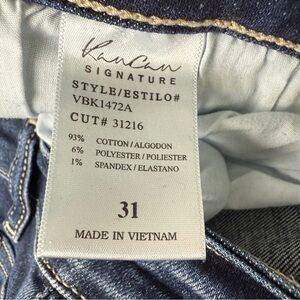 KanCan
SIGNATURE
STYLE/ESTILO#
VBK1472A
CUT# 31216
93% COTTON/ALGODON
6% POLYESTER/POLIESTER
1% SPANDEX/ELASTANO
31
MADE IN VIETNAM